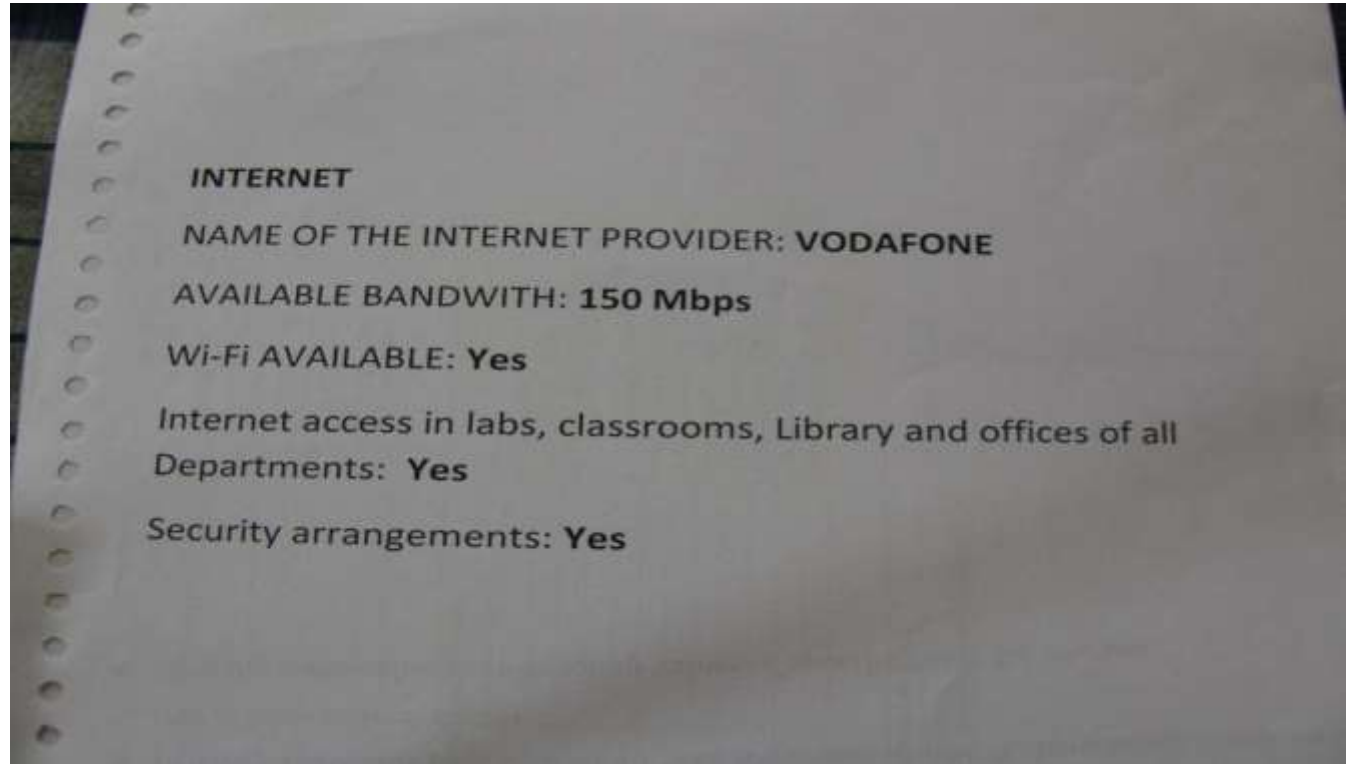 INTERNET
NAME OF THE INTERNET PROVIDER: VODAFONE
AVAILABLE BANDWITH: 150 Mbps
Wi-Fi AVAILABLE: Yes
Internet access in labs, classrooms, Library and offices of all
Departments: Yes
Security arrangements: Yes